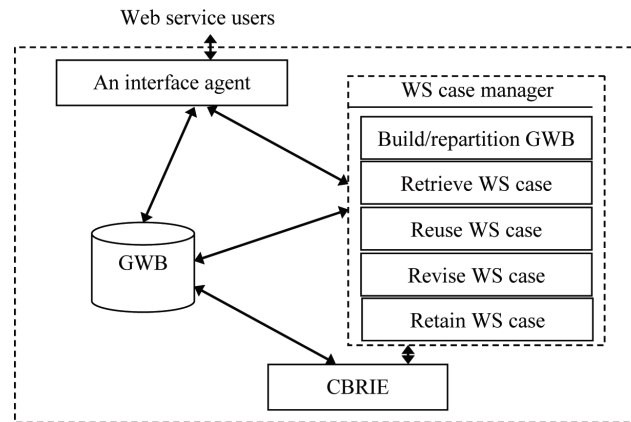 Web service users
An interface agent
WS case manager
Build/repartition GWB
Retrieve WS case
Reuse WS case
GWB
Revise WS case
Retain WS case
CBRIE